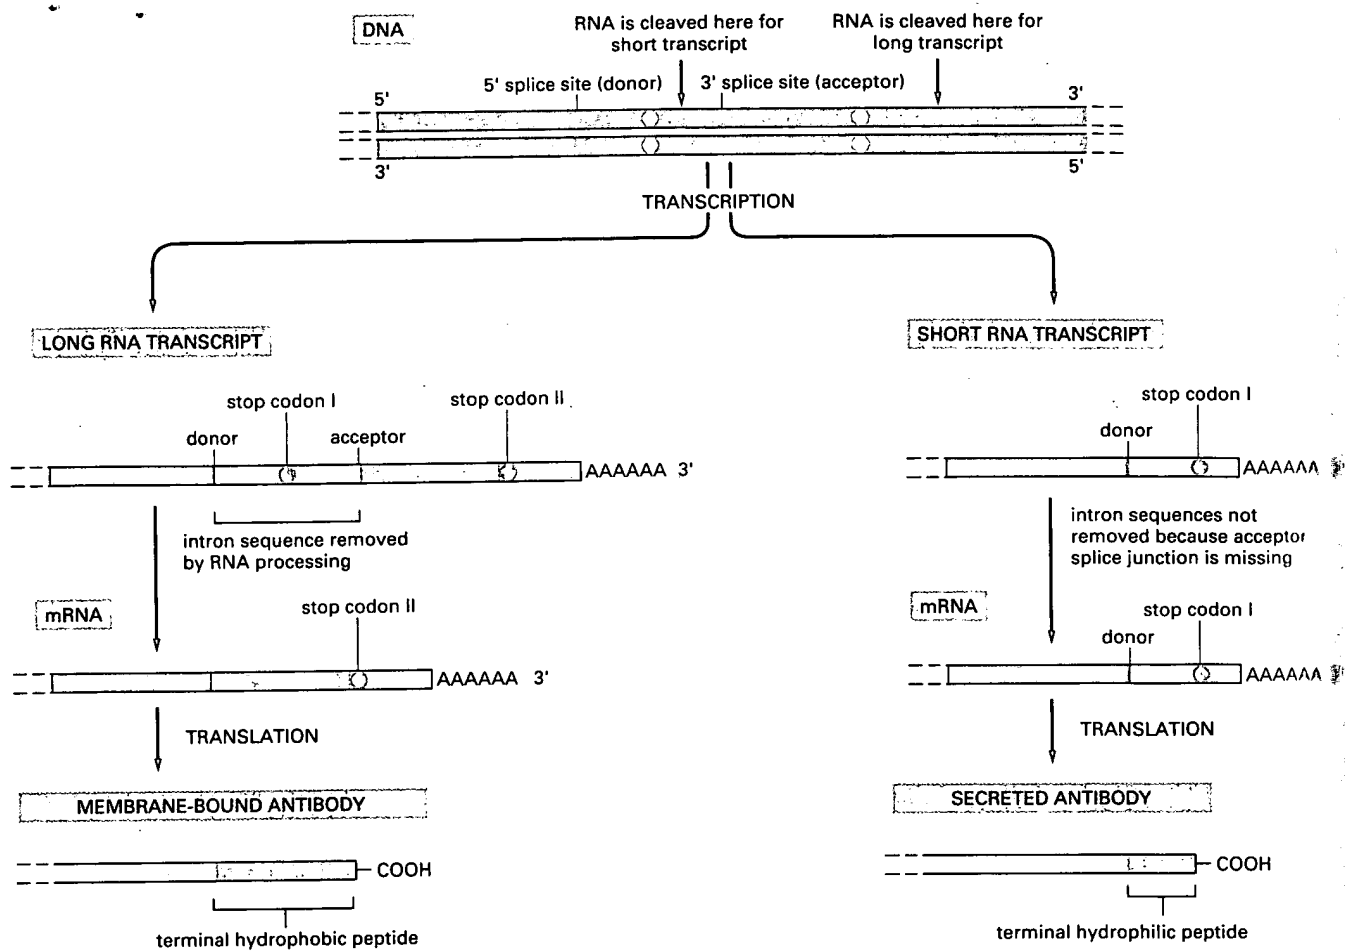 DNA
RNA is cleaved here for
short transcript
RNA is cleaved here for
long transcript
5' splice site (donor)
3' splice site (acceptor)
5'
3'
3'
5'
TRANSCRIPTION
LONG RNA TRANSCRIPT
SHORT RNA TRANSCRIPT
stop codon I
stop codon II
donor
acceptor
AAAAAA 3'
intron sequence removed
by RNA processing
mRNA
stop codon II
AAAAAA 3'
TRANSLATION
MEMBRANE-BOUND ANTIBODY
COOH
terminal hydrophobic peptide
stop codon I
donor
AAAAAA
intron sequences not
removed because acceptor
splice junction is missing
mRNA
stop codon I
donor
AAAAAA
TRANSLATION
SECRETED ANTIBODY
COOH
terminal hydrophilic peptide